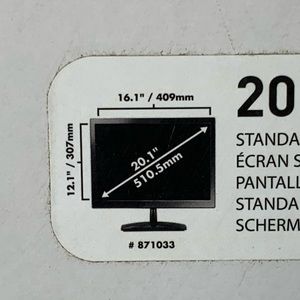 16.1" / 409mm
12.1" / 307mm
20.1"
510.5mm
# 871033
20
STANDA
ÉCRAN S
PANTALL
STANDA
SCHERM